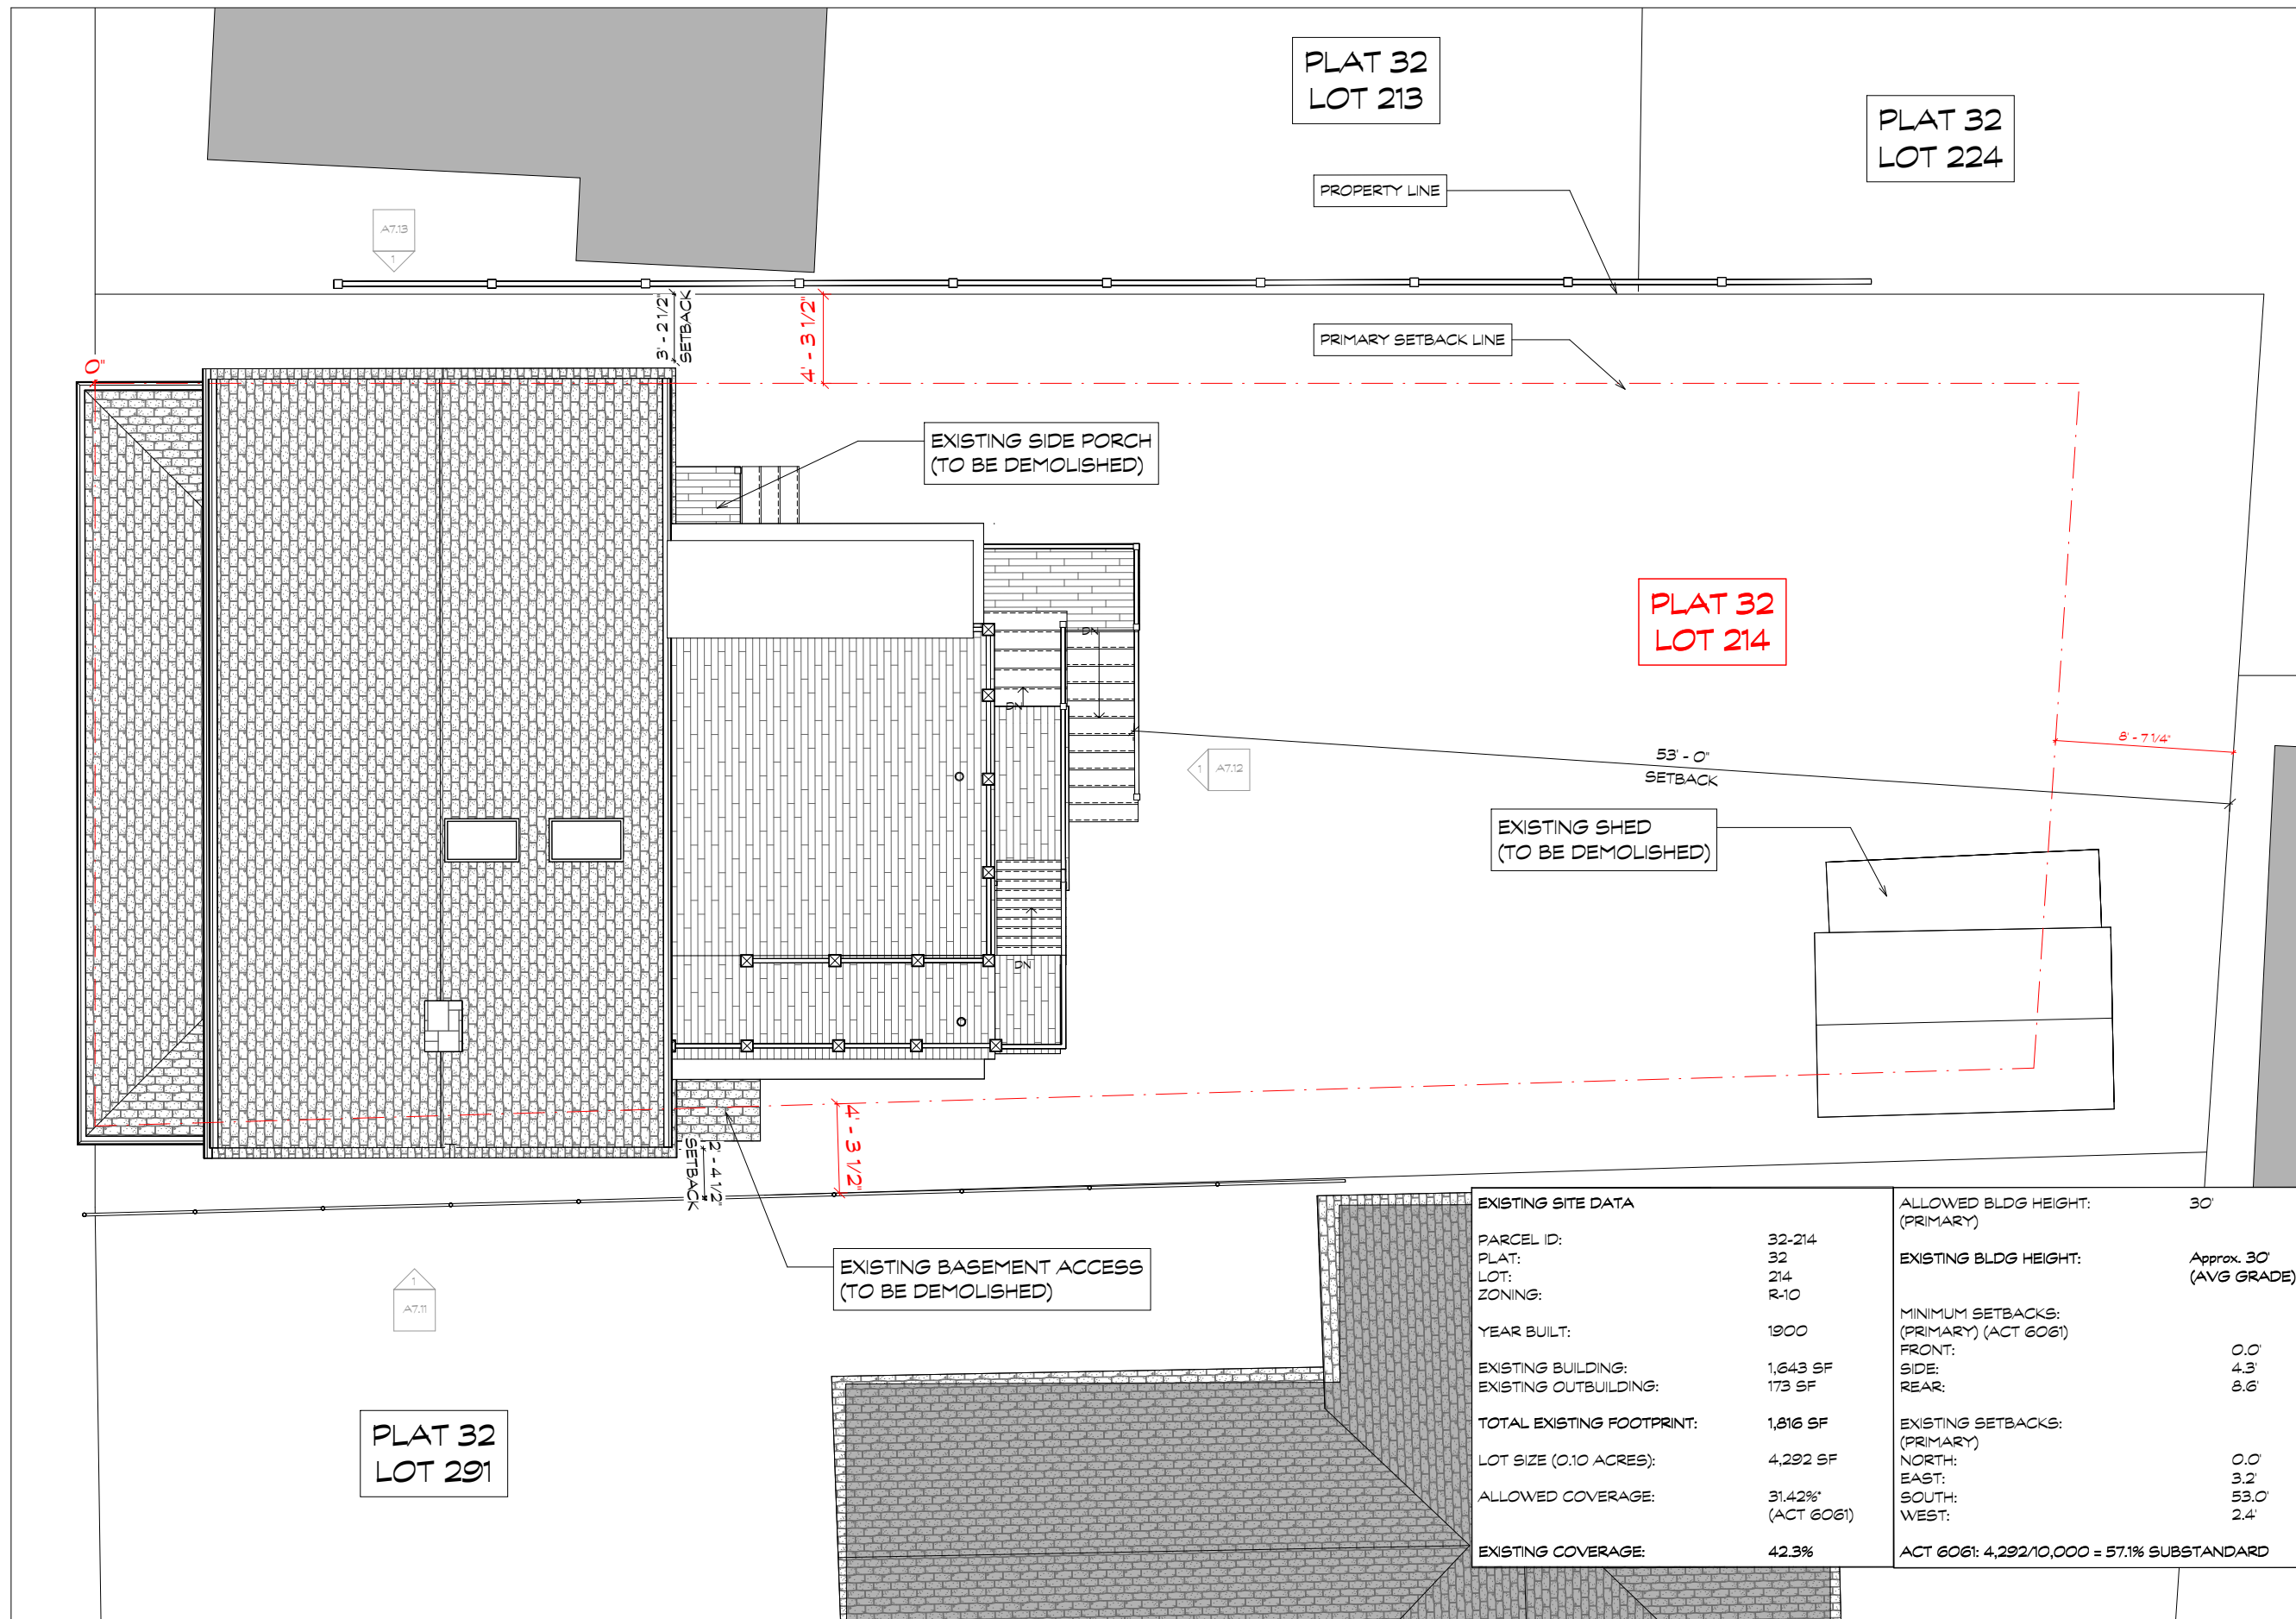 PLAT 32
LOT 213
PLAT 32
LOT 224
PROPERTY LINE
A7.13
1
3' - 2 1/2"
SETBACK
4' - 3 1/2"
PRIMARY SETBACK LINE
0"
EXISTING SIDE PORCH
(TO BE DEMOLISHED)
PLAT 32
LOT 214
DN
DN
53' - 0"
SETBACK
8' - 7 1/4"
1
A7.12
EXISTING SHED
(TO BE DEMOLISHED)
DN
4' - 3 1/2"
2' - 4 1/2"
SETBACK
EXISTING BASEMENT ACCESS
(TO BE DEMOLISHED)
1
A7.11
PLAT 32
LOT 291
EXISTING SITE DATA
PARCEL ID: 32-214
PLAT: 32
LOT: 214
ZONING: R-10
YEAR BUILT: 1900
EXISTING BUILDING: 1,643 SF
EXISTING OUTBUILDING: 173 SF
TOTAL EXISTING FOOTPRINT: 1,816 SF
LOT SIZE (0.10 ACRES): 4,292 SF
ALLOWED COVERAGE: 31.42%*
(ACT 6061)
EXISTING COVERAGE: 42.3%
ALLOWED BLDG HEIGHT: 30'
(PRIMARY)
EXISTING BLDG HEIGHT: Approx. 30'
(AVG GRADE)
MINIMUM SETBACKS:
(PRIMARY) (ACT 6061)
FRONT: 0.0'
SIDE: 4.3'
REAR: 8.6'
EXISTING SETBACKS:
(PRIMARY)
NORTH: 0.0'
EAST: 3.2'
SOUTH: 53.0'
WEST: 2.4'
ACT 6061: 4,292/10,000 = 57.1% SUBSTANDARD